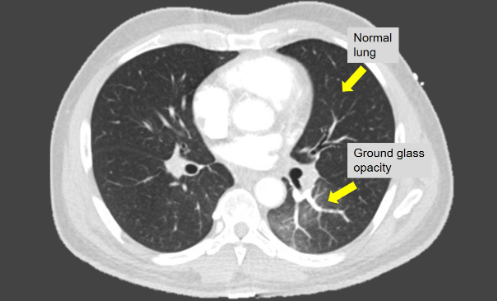 Normal
lung
Ground glass
opacity